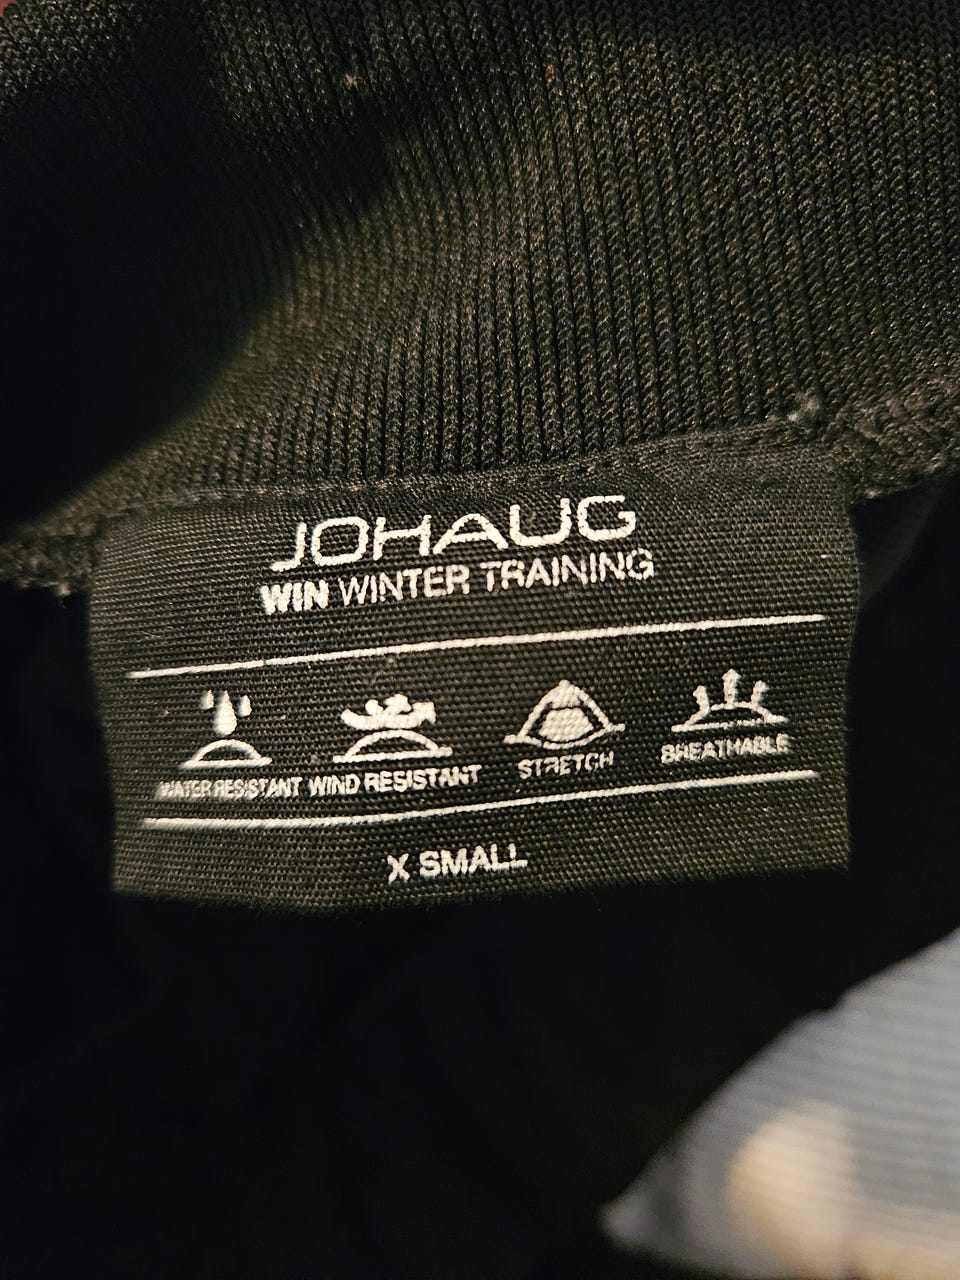 JOHAUG
WIN WINTER TRAINING
WATER RESISTANT WIND RESISTANT STRETCH BREATHABLE
X SMALL